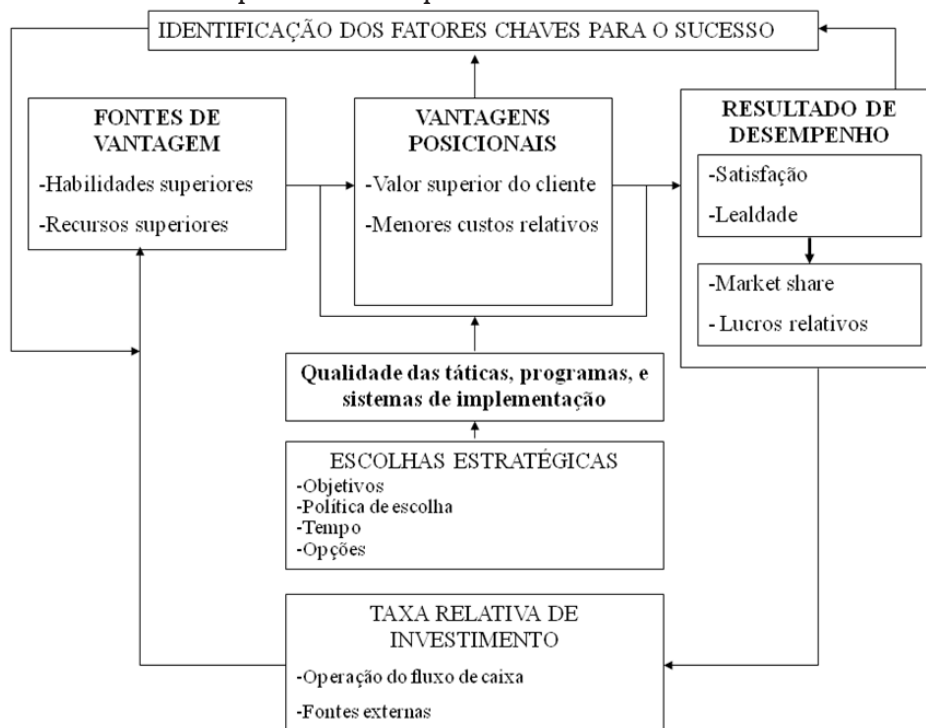 IDENTIFICAÇÃO DOS FATORES CHAVES PARA O SUCESSO
FONTES DE
VANTAGEM
-Habilidades superiores
-Recursos superiores
VANTAGENS
POSICIONAIS
-Valor superior do cliente
-Menores custos relativos
RESULTADO DE
DESEMPENHO
-Satisfação
-Lealdade
-Market share
- Lucros relativos
Qualidade das táticas, programas, e
sistemas de implementação
ESCOLHAS ESTRATÉGICAS
-Objetivos
-Política de escolha
-Tempo
-Opções
TAXA RELATIVA DE
INVESTIMENTO
-Operação do fluxo de caixa
-Fontes externas